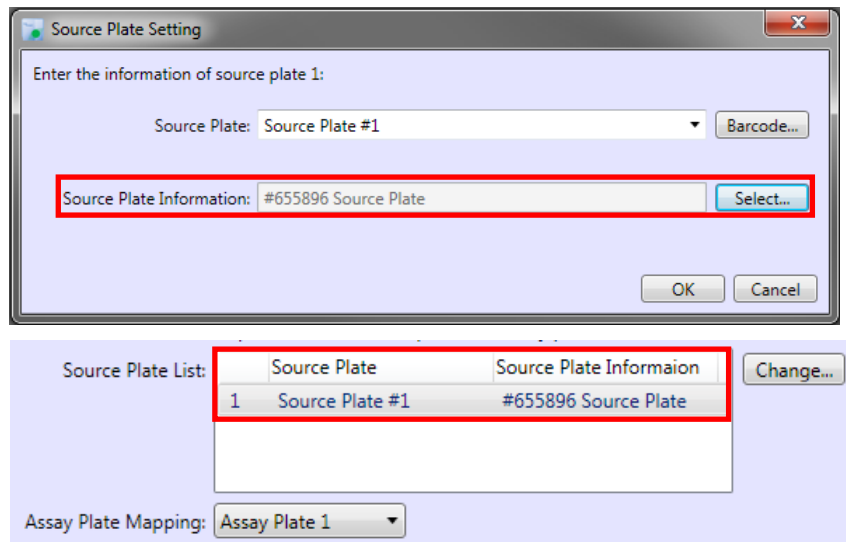 Source Plate Setting
Enter the information of source plate 1:
Source Plate: Source Plate #1 Barcode...
Source Plate Information: #655896 Source Plate Select...
OK Cancel
Source Plate List: Source Plate Source Plate Informaion Change...
1 Source Plate #1 #655896 Source Plate
Assay Plate Mapping: Assay Plate 1